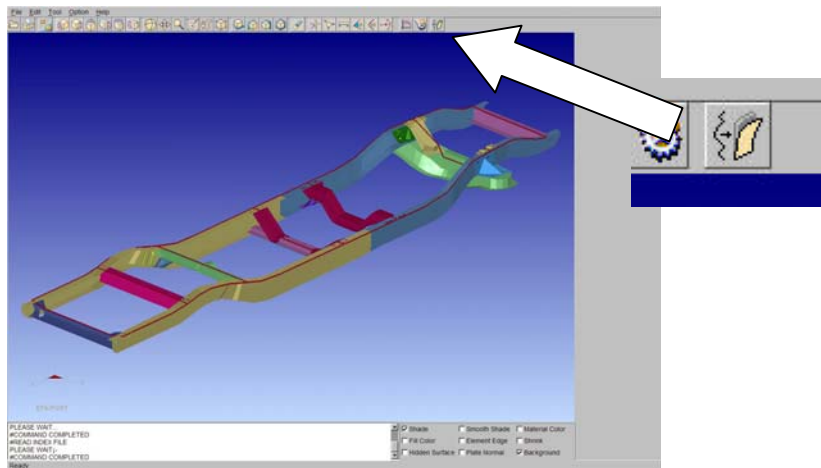 File Edit Tool Option Help
PLEASE WAIT...
#COMMAND COMPLETED
#READ INDEX FILE
PLEASE WAIT;-
#COMMAND COMPLETED
Shade Smooth Shade Material Color
Fill Color Element Edge Shrink
Hidden Surface Plate Normal Background
Ready